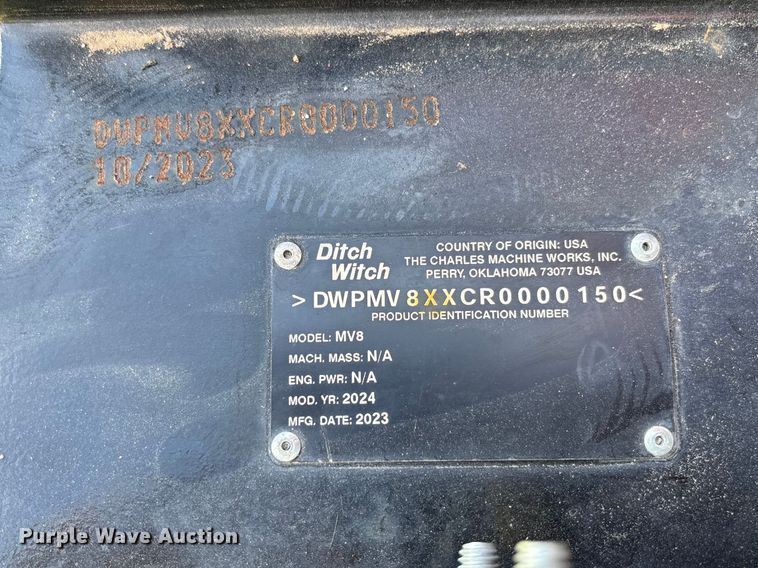 DWPMV8XXCR0000150
10/2023
Ditch Witch
COUNTRY OF ORIGIN: USA
THE CHARLES MACHINE WORKS, INC.
PERRY, OKLAHOMA 73077 USA
>DWPMV8XXCR0000150<
PRODUCT IDENTIFICATION NUMBER
MODEL: MV8
MACH. MASS: N/A
ENG. PWR: N/A
MOD. YR: 2024
MFG. DATE: 2023
Purple Wave Auction